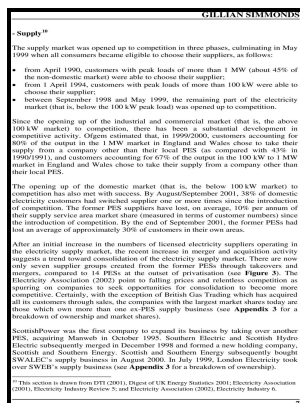 GILLIAN SIMMONDS
- Supply¹⁰
The supply market was opened up to competition in three phases, culminating in May
1999 when all consumers became eligible to choose their suppliers, as follows:
• from April 1990, customers with peak loads of more than 1 MW (about 45% of
the non-domestic market) were able to choose their supplier;
• from 1 April 1994, customers with peak loads of more than 100 kW were able to
choose their supplier;
• between September 1998 and May 1999, the remaining part of the electricity
market (that is, below the 100 kW peak load) was opened up to competition.
Since the opening of the industrial and commercial market (that is, the above
100 kW market) to competition, there has been a substantial development in
competitive activity. Ofgem estimated that, in 1999/2000, customers accounting for
80% of the output in the 1 MW market in England and Wales chose to take their
supply from a company other than their local PES (as compared with 43% in
1990/1991), and customers accounting for 67% of the output in the 100 kW to 1 MW
market in England and Wales chose to take their supply from a company other than
their local PES.
The opening up of the domestic market (that is, the below 100 kW market) to
competition has also met with success. By August/September 2001, 38% of domestic
electricity customers had switched supplier one or more times since the introduction
of competition. The former PES suppliers have lost, on average, 10% per annum of
their supply service area market share (measured in terms of customer numbers) since
the introduction of competition. By the end of September 2001, the former PESs had
lost an average of approximately 30% of customers in their own areas.
After an initial increase in the numbers of licensed electricity suppliers operating in
the electricity supply market, the recent increase in merger and acquisition activity
suggests a trend toward consolidation of the electricity supply market. There are now
only seven supplier groups created from the former PESs through takeovers and
mergers, compared to 14 PESs at the outset of privatisation (see Figure 3). The
Electricity Association (2002) point to falling prices and relentless competition as
spurring on companies to seek opportunities for consolidation to become more
competitive. Certainly, with the exception of British Gas Trading which has acquired
all its customers through sales, the companies with the largest market shares today are
those which own more than one ex-PES supply business (see Appendix 3 for a
breakdown of ownership and market shares).
ScottishPower was the first company to expand its business by taking over another
PES, acquiring Manweb in October 1995. Southern Electric and Scottish Hydro
Electric subsequently merged in December 1998 and formed a new holding company,
Scottish and Southern Energy. Scottish and Southern Energy subsequently bought
SWALEC's supply business in August 2000. In July 1999, London Electricity took
over SWEB's supply business (see Appendix 3 for a breakdown of ownership).
¹⁰ This section is drawn from DTI (2001), Digest of UK Energy Statistics 2001; Electricity Association
(2001), Electricity Industry Review 5; and Electricity Association (2002), Electricity Industry 6.